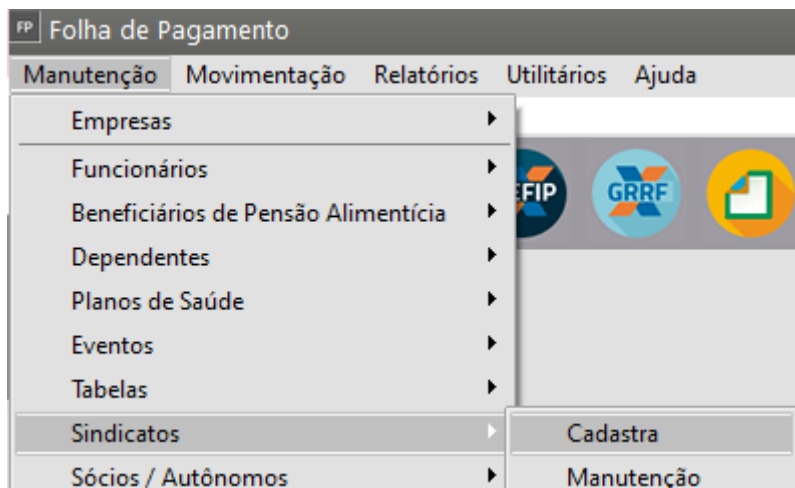 FP Folha de Pagamento
Manutenção Movimentação Relatórios Utilitários Ajuda
Empresas
Funcionários
EFIP GRRF
Beneficiários de Pensão Alimentícia
Dependentes
Planos de Saúde
Eventos
Tabelas
Sindicatos Cadastra
Sócios / Autônomos Manutenção